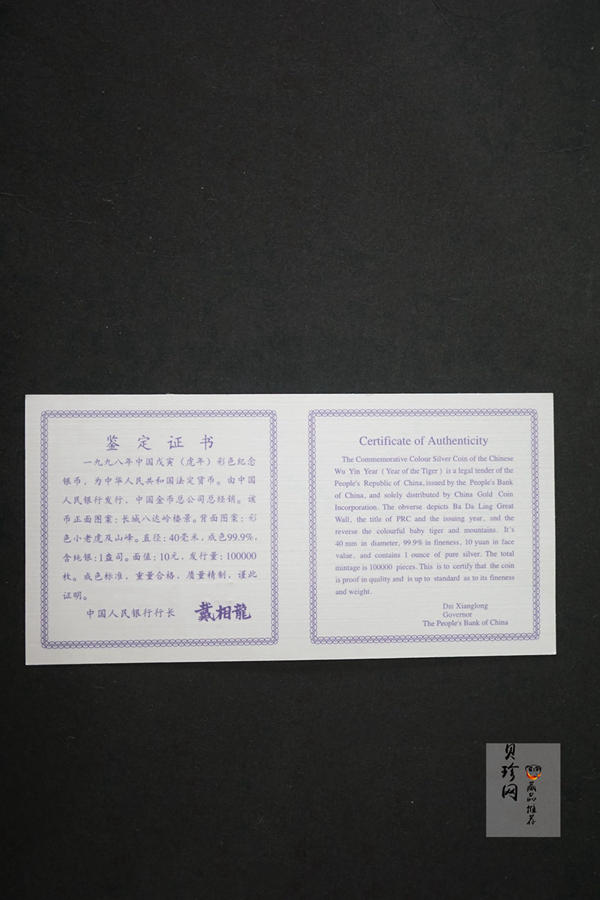 鉴定证书
一九九八年中国戊寅（虎年）彩色纪念
银币，为中华人民共和国法定货币。由中国
人民银行发行，中国金币总公司总经销。该
币正面图案：长城八达岭楼景。背面图案：彩
色小老虎及山峰。直径：40毫米，成色99.9%，
含纯银：1盎司。面值：10元，发行量：100000
枚。成色标准，重量合格，质量精制，谨此
证明。
中国人民银行行长 戴相龍
Certificate of Authenticity
The Commemorative Colour Silver Coin of the Chinese
Wu Yin Year ( Year of the Tiger ) is a legal tender of the
People's Republic of China, issued by the People's Bank
of China, and solely distributed by China Gold Coin
Incorporation. The obverse depicts Ba Da Ling Great
Wall, the title of PRC and the issuing year, and the
reverse the colourful baby tiger and mountains. It's
40 mm in diameter, 99.9% in fineness, 10 yuan in face
value, and contains 1 ounce of pure silver. The total
mintage is 100000 pieces. This is to certify that the coin
is proof in quality and is up to standard as to its fineness
and weight.
Dai Xianglong
Governor
The People's Bank of China
贝珍网
藏品推荐